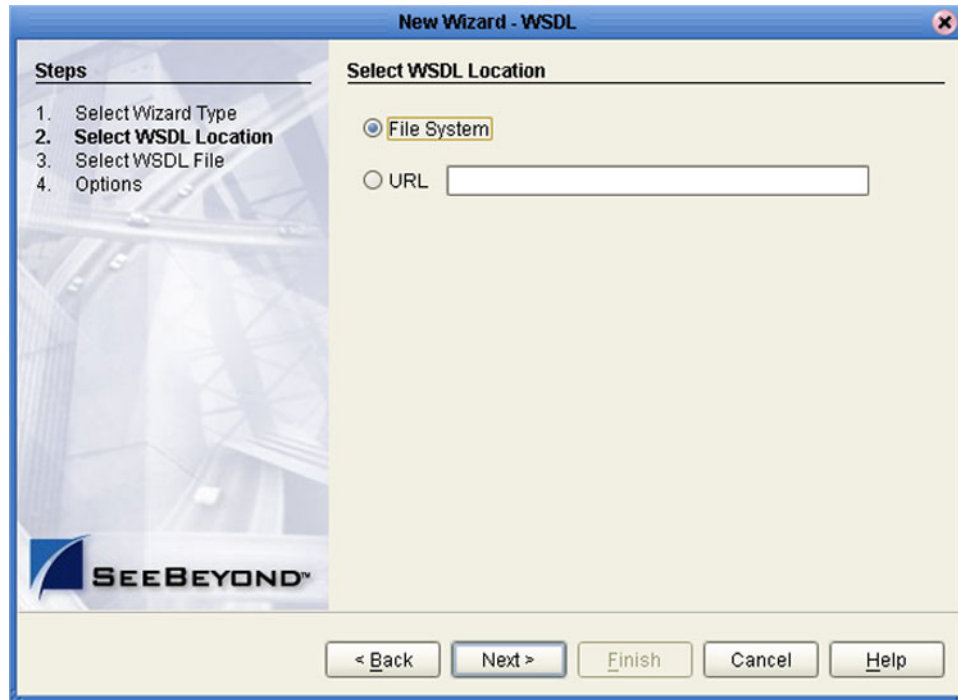 New Wizard - WSDL
Steps
1. Select Wizard Type
2. Select WSDL Location
3. Select WSDL File
4. Options
Select WSDL Location
File System
URL
SEEBEYOND™
< Back
Next >
Finish
Cancel
Help